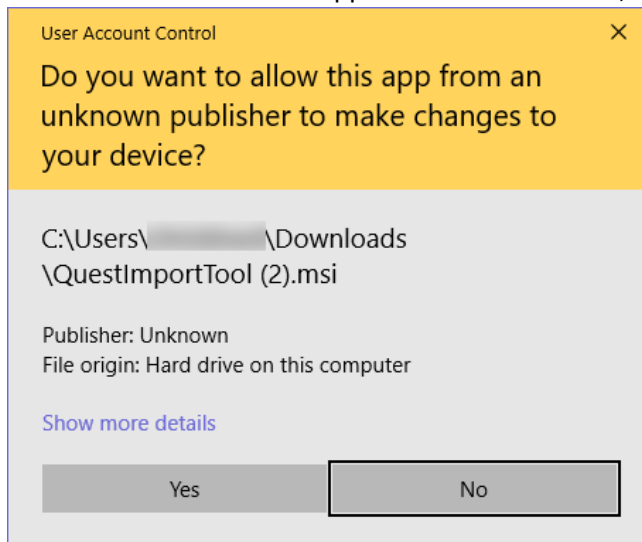 User Account Control
Do you want to allow this app from an
unknown publisher to make changes to
your device?
C:\Users\ \Downloads
\QuestImportTool (2).msi
Publisher: Unknown
File origin: Hard drive on this computer
Show more details
Yes
No